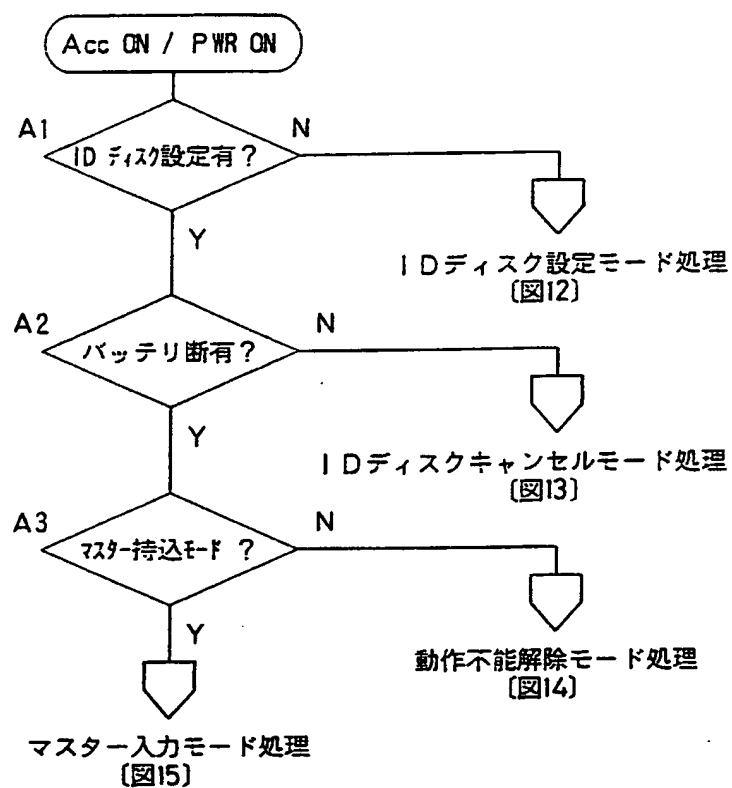 Acc ON / PWR ON
A1
IDディスク設定有?
N
Y
IDディスク設定モード処理
〔図12〕
A2
バッテリ断有?
N
Y
IDディスクキャンセルモード処理
〔図13〕
A3
マスター持込モード ?
N
Y
動作不能解除モード処理
〔図14〕
マスター入力モード処理
〔図15〕